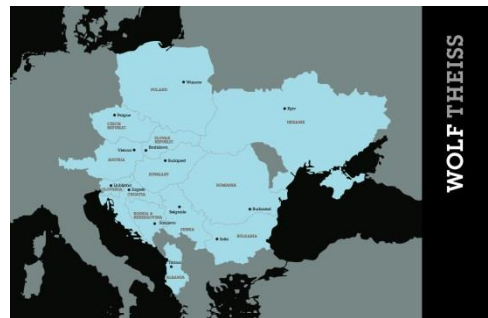 Warsaw
POLAND
Prague
CZECH
REPUBLIC
Kyiv
UKRAINE
SLOVAK
REPUBLIC
Bratislava
Vienna
AUSTRIA
Budapest
HUNGARY
Ljubljana
SLOVENIA
Zagreb
CROATIA
ROMANIA
Bucharest
BOSNIA &
HERZEGOVINA
Sarajevo
Belgrade
SERBIA
Sofia
BULGARIA
Tirana
ALBANIA
WOLF THEISS